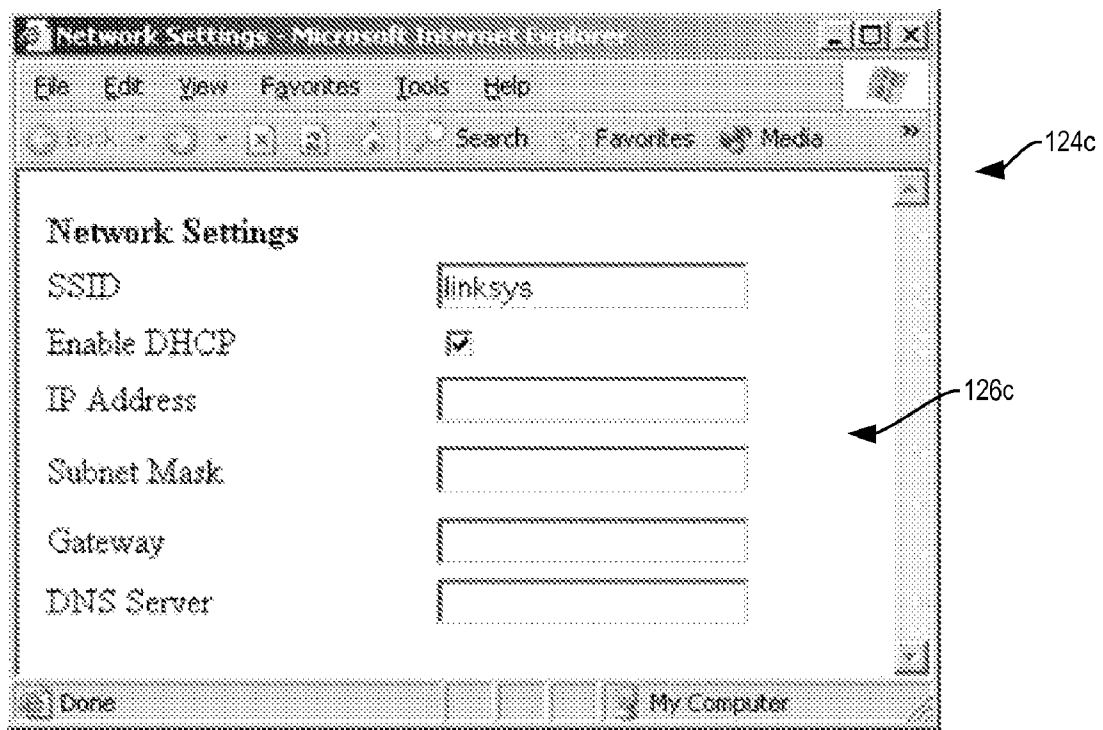 Network Settings - Microsoft Internet Explorer
File Edit View Favorites Tools Help
Back Search Favorites Media »
124c
Network Settings
SSID linksys
Enable DHCP
IP Address
126c
Subnet Mask
Gateway
DNS Server
Done My Computer